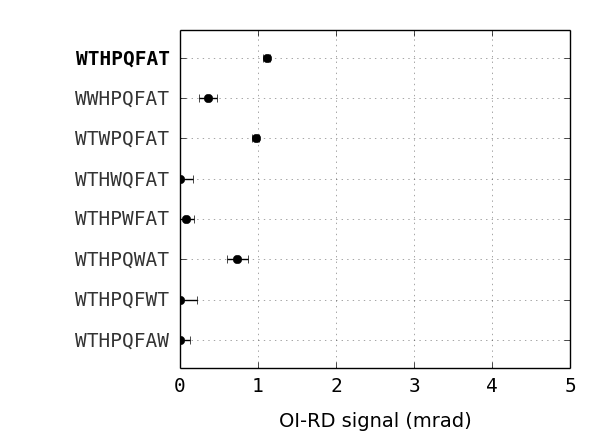 WTHPQFAT
WWHPQFAT
WTWPQFAT
WTHWQFAT
WTHPWFAT
WTHPQWAT
WTHPQFWT
WTHPQFAW
0 1 2 3 4 5
OI-RD signal (mrad)